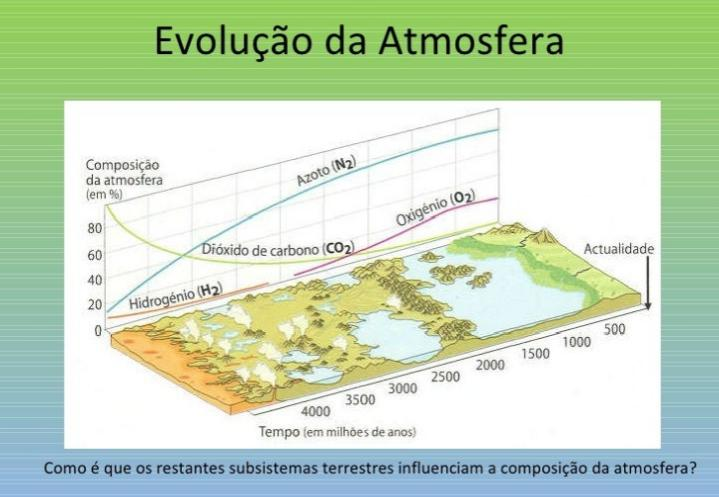 Evolução da Atmosfera
Composição
da atmosfera
(em %)
80
60
40
20
0
Azoto (N2)
Oxigénio (O2)
Dióxido de carbono (CO2)
Hidrogénio (H2)
Actualidade
500
1000
1500
2000
2500
3000
3500
4000
Tempo (em milhões de anos)
Como é que os restantes subsistemas terrestres influenciam a composição da atmosfera?